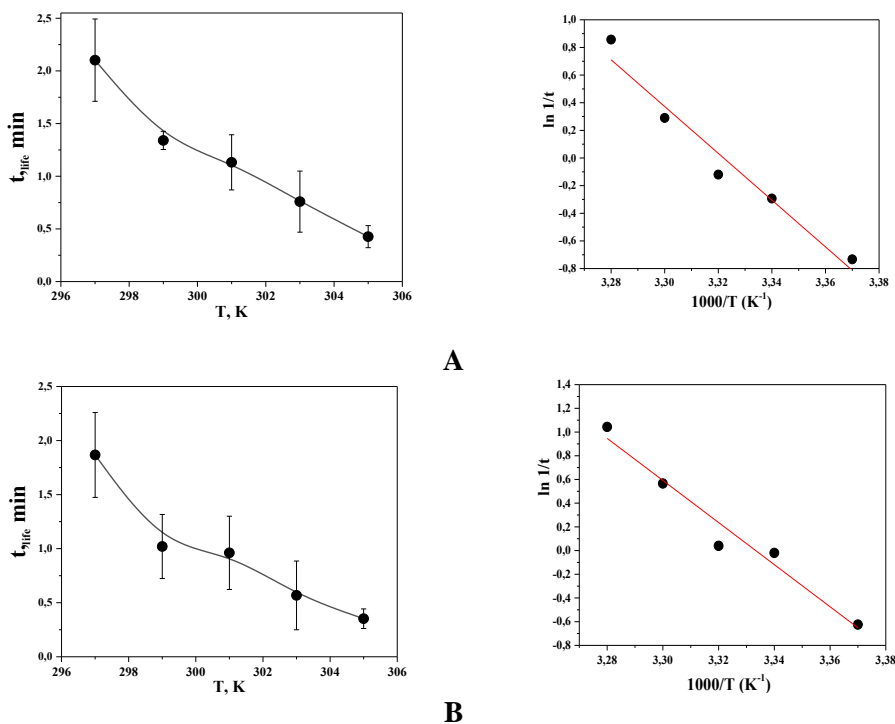 2,5
2,0
1,5
1,0
0,5
0,0
t,life min
296 298 300 302 304 306
T, K
1,0
0,8
0,6
0,4
0,2
0,0
-0,2
-0,4
-0,6
-0,8
ln 1/t
3,28 3,30 3,32 3,34 3,36 3,38
1000/T (K-1)
A
2,5
2,0
1,5
1,0
0,5
0,0
t,life min
296 298 300 302 304 306
T, K
1,4
1,2
1,0
0,8
0,6
0,4
0,2
0,0
-0,2
-0,4
-0,6
-0,8
ln 1/t
3,28 3,30 3,32 3,34 3,36 3,38
1000/T (K-1)
B